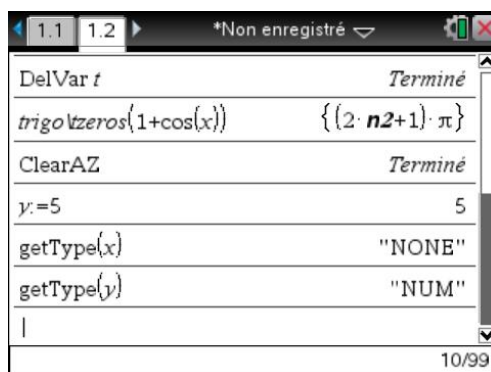 1.1 1.2 *Non enregistré
DelVar t Terminé
trigo\tzeros(1+cos(x)) {(2·n2+1)·π}
ClearAZ Terminé
y:=5 5
getType(x) "NONE"
getType(y) "NUM"
10/99